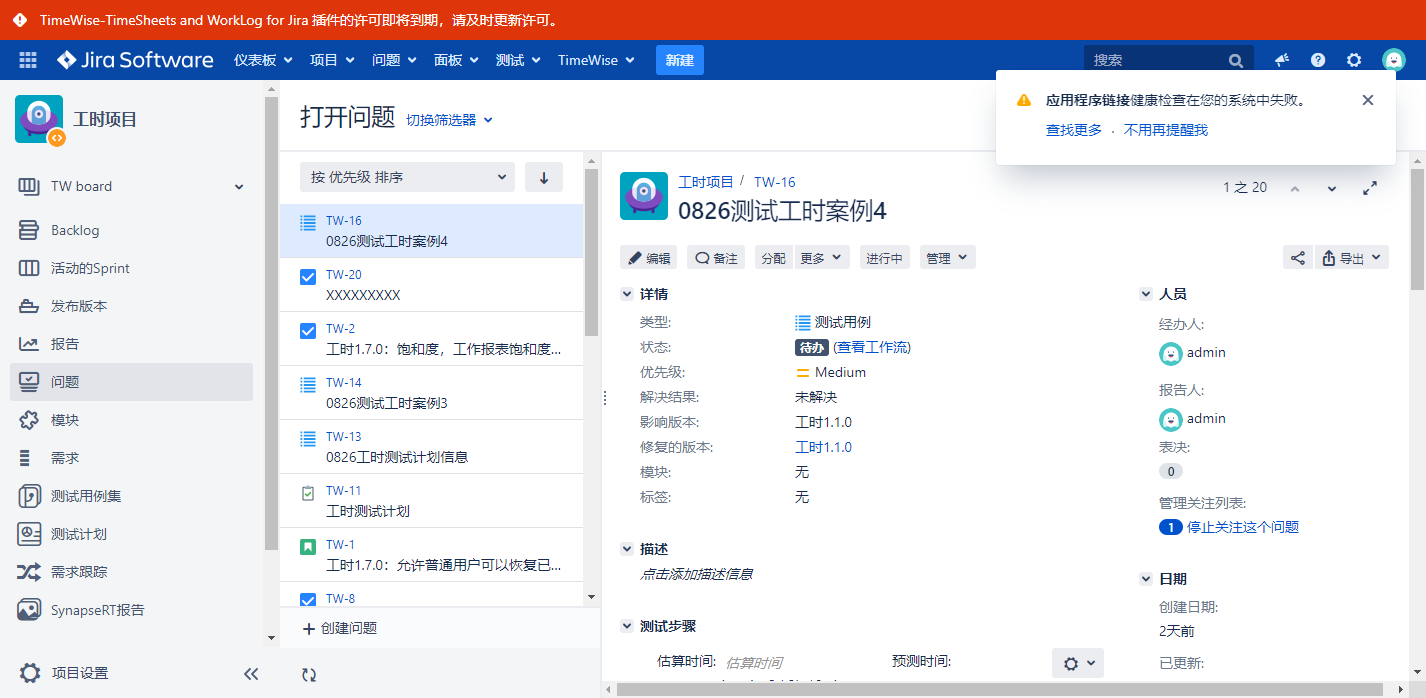 TimeWise-TimeSheets and WorkLog for Jira 插件的许可即将到期，请及时更新许可。
Jira Software 仪表板 项目 问题 面板 测试 TimeWise 新建 搜索
应用程序链接健康检查在您的系统中失败。
查找更多 · 不用再提醒我
工时项目
TW board
Backlog
活动的Sprint
发布版本
报告
问题
模块
需求
测试用例集
测试计划
需求跟踪
SynapseRT报告
项目设置
打开问题 切换筛选器
按 优先级 排序
TW-16
0826测试工时案例4
TW-20
XXXXXXXXX
TW-2
工时1.7.0：饱和度，工作报表饱和度...
TW-14
0826测试工时案例3
TW-13
0826工时测试计划信息
TW-11
工时测试计划
TW-1
工时1.7.0：允许普通用户可以恢复已...
TW-8
+ 创建问题
工时项目 / TW-16
1 之 20
0826测试工时案例4
编辑 备注 分配 更多 进行中 管理 导出
详情
类型: 测试用例
状态: 待办 (查看工作流)
优先级: Medium
解决结果: 未解决
影响版本: 工时1.1.0
修复的版本: 工时1.1.0
模块: 无
标签: 无
描述
点击添加描述信息
测试步骤
估算时间: 估算时间 预测时间:
人员
经办人:
admin
报告人:
admin
表决:
0
管理关注列表:
1 停止关注这个问题
日期
创建日期:
2天前
已更新: